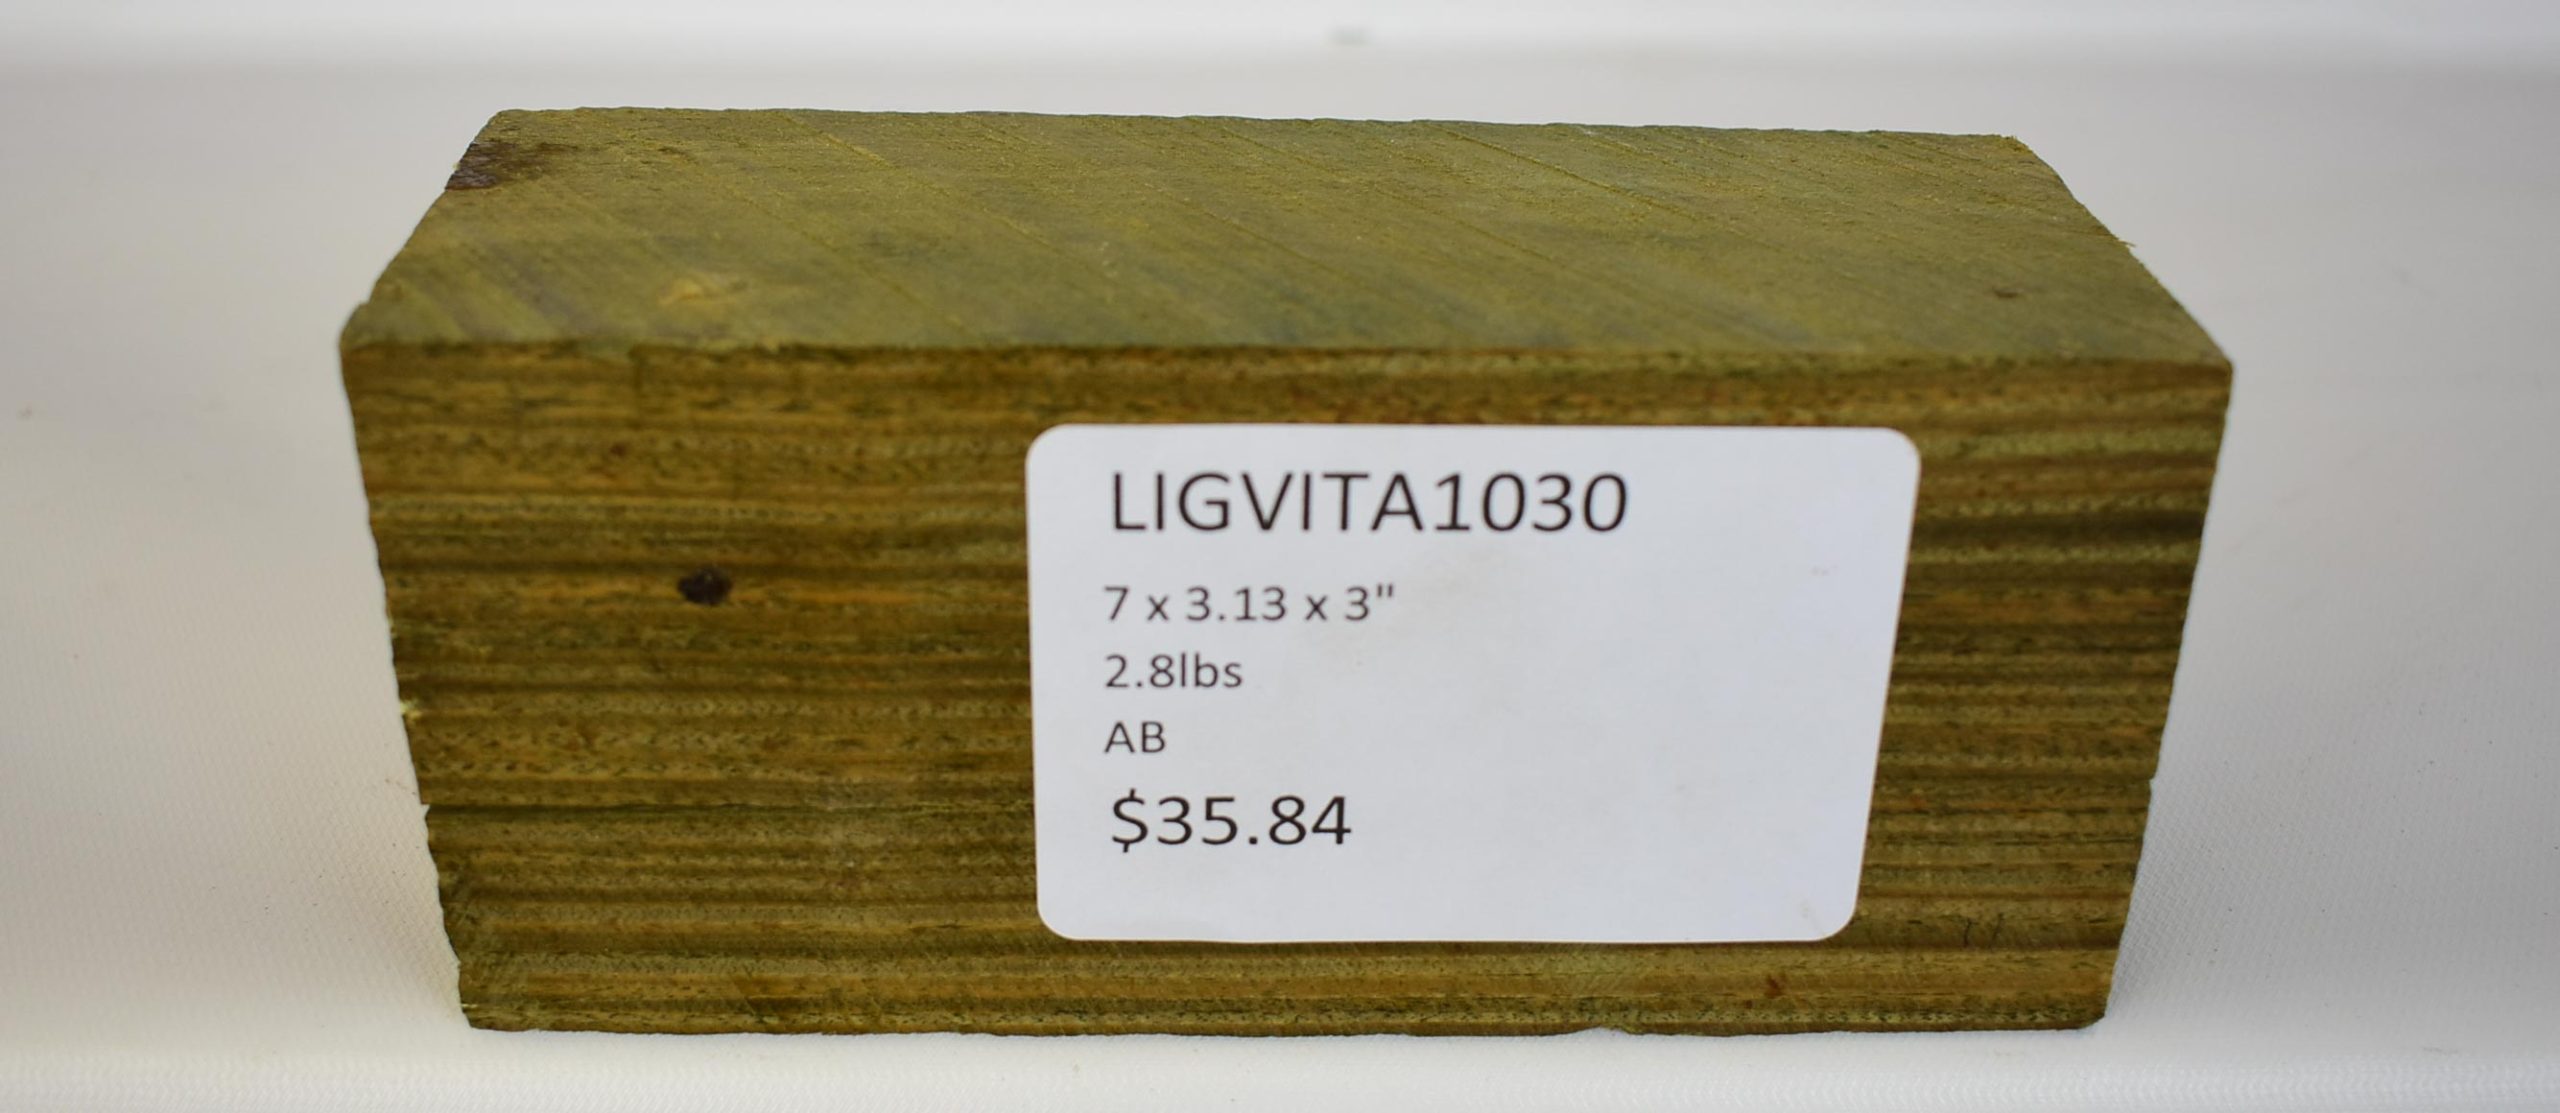 LIGVITA1030
7 x 3.13 x 3"
2.8lbs
AB
$35.84